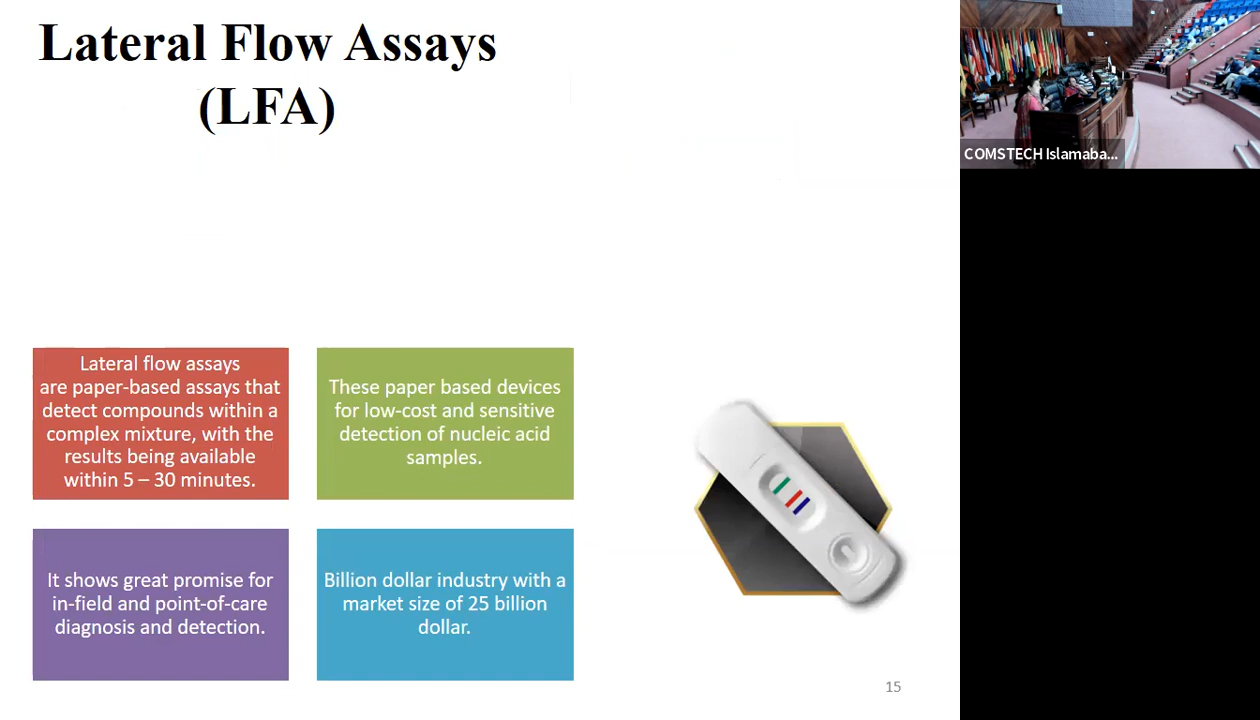 Lateral Flow Assays
(LFA)
COMSTECH Islamaba...
Lateral flow assays
are paper-based assays that
detect compounds within a
complex mixture, with the
results being available
within 5 – 30 minutes.
These paper based devices
for low-cost and sensitive
detection of nucleic acid
samples.
It shows great promise for
in-field and point-of-care
diagnosis and detection.
Billion dollar industry with a
market size of 25 billion
dollar.
15